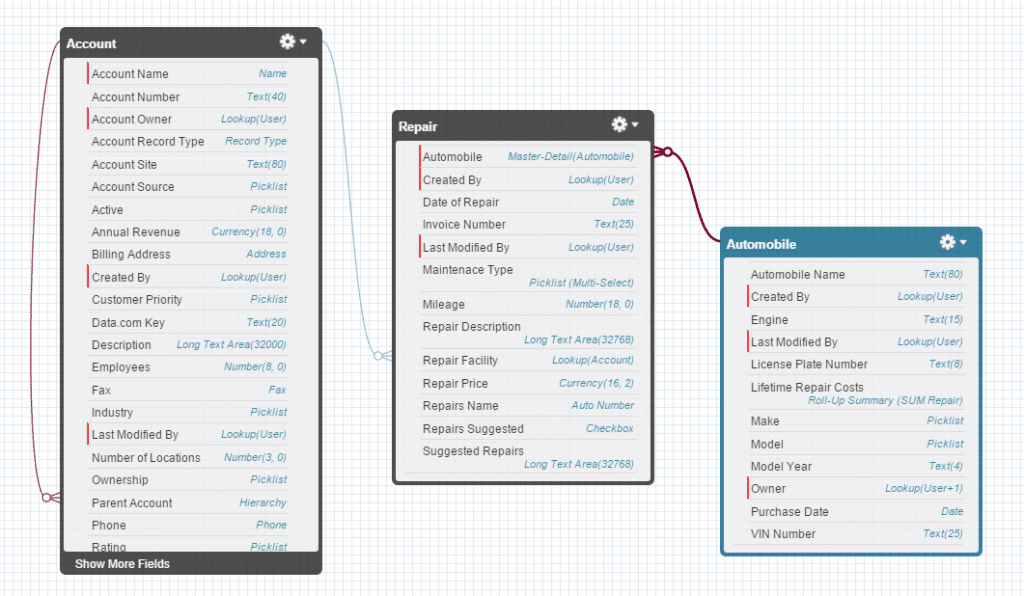 Account
Account Name Name
Account Number Text(40)
Account Owner Lookup(User)
Account Record Type Record Type
Account Site Text(80)
Account Source Picklist
Active Picklist
Annual Revenue Currency(18, 0)
Billing Address Address
Created By Lookup(User)
Customer Priority Picklist
Data.com Key Text(20)
Description Long Text Area(32000)
Employees Number(8, 0)
Fax Fax
Industry Picklist
Last Modified By Lookup(User)
Number of Locations Number(3, 0)
Ownership Picklist
Parent Account Hierarchy
Phone Phone
Rating Picklist
Show More Fields
Repair
Automobile Master-Detail(Automobile)
Created By Lookup(User)
Date of Repair Date
Invoice Number Text(25)
Last Modified By Lookup(User)
Maintenace Type
Picklist (Multi-Select)
Mileage Number(18, 0)
Repair Description
Long Text Area(32768)
Repair Facility Lookup(Account)
Repair Price Currency(16, 2)
Repairs Name Auto Number
Repairs Suggested Checkbox
Suggested Repairs
Long Text Area(32768)
Automobile
Automobile Name Text(80)
Created By Lookup(User)
Engine Text(15)
Last Modified By Lookup(User)
License Plate Number Text(8)
Lifetime Repair Costs
Roll-Up Summary (SUM Repair)
Make Picklist
Model Picklist
Model Year Text(4)
Owner Lookup(User+1)
Purchase Date Date
VIN Number Text(25)